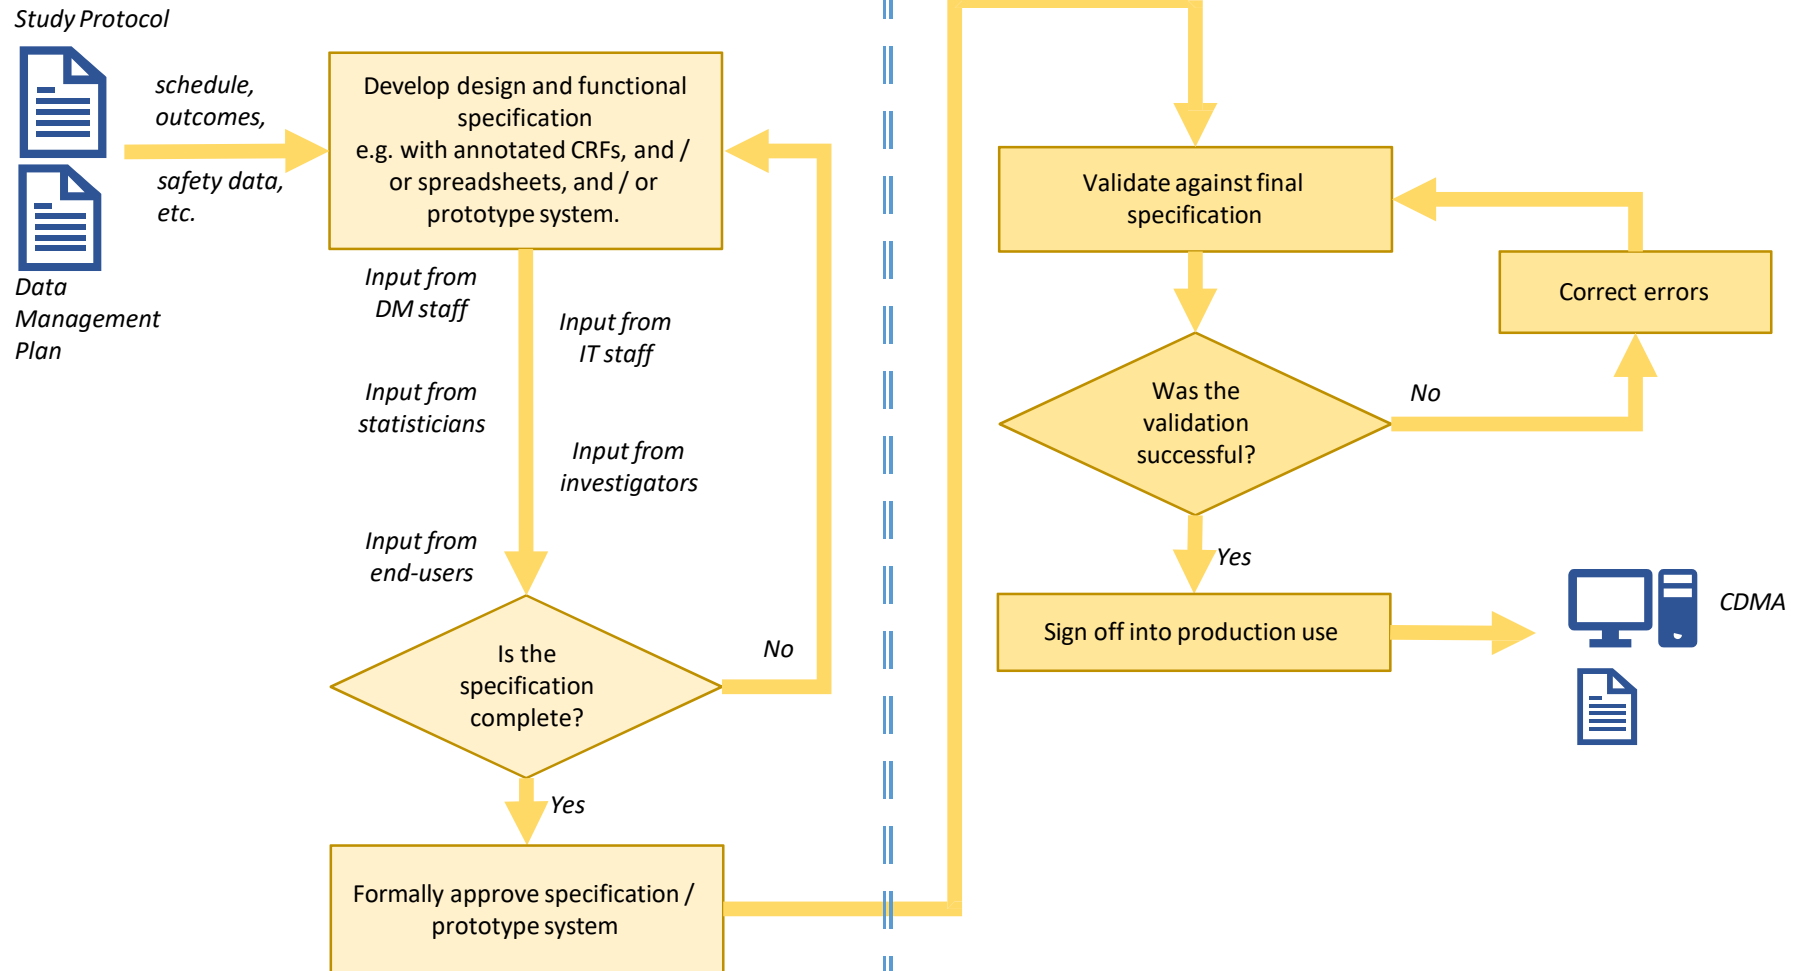 Study Protocol
schedule,
outcomes,
safety data,
etc.
Data
Management
Plan
Develop design and functional
specification
e.g. with annotated CRFs, and /
or spreadsheets, and / or
prototype system.
Input from
DM staff
Input from
IT staff
Input from
statisticians
Input from
investigators
Input from
end-users
Is the
specification
complete?
No
Yes
Formally approve specification /
prototype system
Validate against final
specification
Correct errors
Was the
validation
successful?
No
Yes
Sign off into production use
CDMA